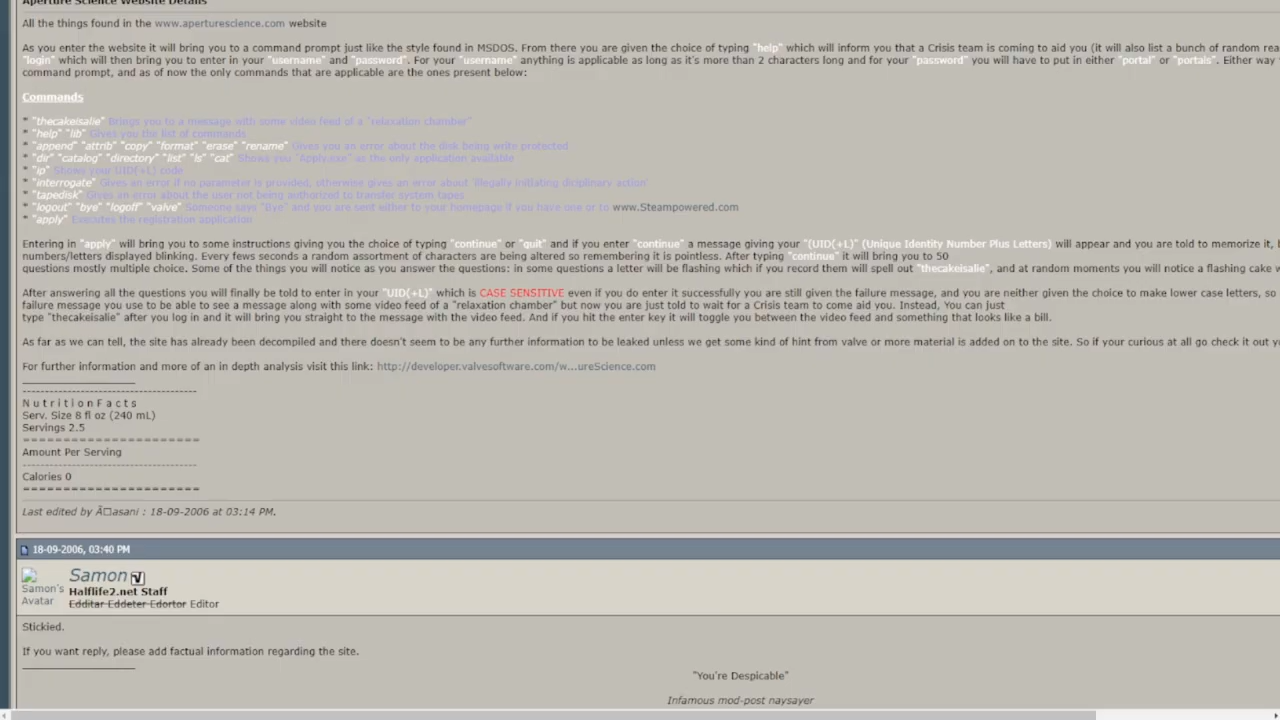 Aperture Science Website Details
All the things found in the www.aperturescience.com website
As you enter the website it will bring you to a command prompt just like the style found in MSDOS. From there you are given the choice of typing "help" which will inform you that a Crisis team is coming to aid you (it will also list a bunch of random rea
"login" which will then bring you to enter in your "username" and "password". For your "username" anything is applicable as long as it's more than 2 characters long and for your "password" you will have to put in either "portal" or "portals". Either way
command prompt, and as of now the only commands that are applicable are the ones present below:
Commands
* "thecakeisalie" Brings you to a message with some video feed of a "relaxation chamber"
* "help" "lib" Gives you the list of commands
* "append" "attrib" "copy" "format" "erase" "rename" Gives you an error about the disk being write protected
* "dir" "catalog" "directory" "list" "ls" "cat" Shows you "Apply.exe" as the only application available
* "ip" Shows your UID(+L) code
* "interrogate" Gives an error if no parameter is provided, otherwise gives an error about 'illegally initiating diciplinary action'
* "tapedisk" Gives an error about the user not being authorized to transfer system tapes
* "logout" "bye" "logoff" "valve" Someone says "Bye" and you are sent either to your homepage if you have one or to www.Steampowered.com
* "apply" Executes the registration application
Entering in "apply" will bring you to some instructions giving you the choice of typing "continue" or "quit" and if you enter "continue" a message giving your "(UID(+L)" (Unique Identity Number Plus Letters) will appear and you are told to memorize it,
numbers/letters displayed blinking. Every few seconds a random assortment of characters are being altered so remembering it is pointless. After typing "continue" it will bring you to 50
questions mostly multiple choice. Some of the things you will notice as you answer the questions: in some questions a letter will be flashing which if you record them will spell out "thecakeisalie", and at random moments you will notice a flashing cake w
After answering all the questions you will finally be told to enter in your "UID(+L)" which is CASE SENSITIVE even if you do enter it successfully you are still given the failure message, and you are neither given the choice to make lower case letters, so
failure message you use to be able to see a message along with some video feed of a "relaxation chamber" but now you are just told to wait for a Crisis team to come aid you. Instead, You can just
type "thecakeisalie" after you log in and it will bring you straight to the message with the video feed. And if you hit the enter key it will toggle you between the video feed and something that looks like a bill.
As far as we can tell, the site has already been decompiled and there doesn't seem to be any further information to be leaked unless we get some kind of hint from valve or more material is added on to the site. So if your curious at all go check it out
For further information and more of an in depth analysis visit this link: http://developer.valvesoftware.com/w...ureScience.com
N u t r i t i o n F a c t s
Serv. Size 8 fl oz (240 mL)
Servings 2.5
=====================
Amount Per Serving
----------------------------------------
Calories 0
=====================
Last edited by Ã□asani : 18-09-2006 at 03:14 PM.
18-09-2006, 03:40 PM
Samon
Samon's
Avatar
Halflife2.net Staff
Edditar Eddeter Edortor Editor
Stickied.
If you want reply, please add factual information regarding the site.
"You're Despicable"
Infamous mod-post naysayer